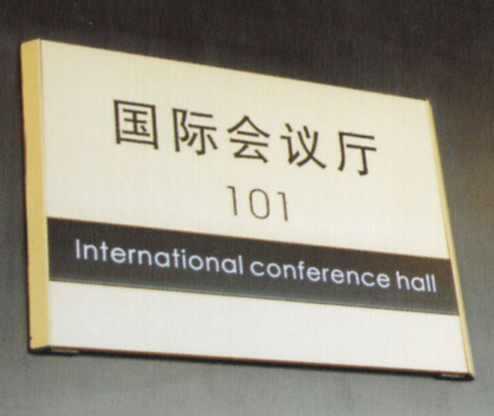 国际会议厅
101
International conference hall